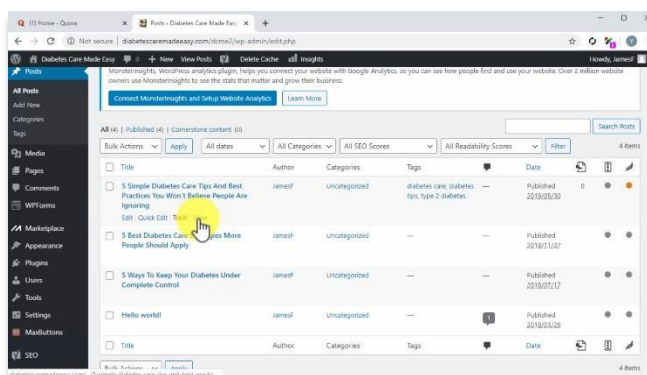 (1) Home - Quora
Posts ‹ Diabetes Care Made Easy
Not secure | diabetescaremadeeasy.com/dcme2/wp-admin/edit.php
Diabetes Care Made Easy 0 + New View Posts Delete Cache Insights Howdy, JamesF
Posts
All Posts
Add New
Categories
Tags
Media
Pages
Comments
WPForms
Marketplace
Appearance
Plugins
Users
Tools
Settings
MaxButtons
SEO
MonsterInsights, WordPress analytics plugin, helps you connect your website with Google Analytics, so you can see how people find and use your website. Over 2 million website
owners use MonsterInsights to see the stats that matter and grow their business.
Connect MonsterInsights and Setup Website Analytics Learn More
Search Posts
All (4) | Published (4) | Cornerstone content (0)
Bulk Actions Apply All dates All Categories All SEO Scores All Readability Scores Filter 4 items
Title Author Categories Tags Date
5 Simple Diabetes Care Tips And Best
Practices You Won't Believe People Are
Ignoring
JamesF Uncategorized diabetes care, diabetes
tips, type 2 diabetes
— Published
2019/05/30
0
Edit | Quick Edit | Trash |
5 Best Diabetes Care More
People Should Apply
JamesF Uncategorized — — Published
2018/11/27
5 Ways To Keep Your Diabetes Under
Complete Control
JamesF Uncategorized — — Published
2018/07/17
Hello world!
JamesF Uncategorized — 1 Published
2018/03/26
Title Author Categories Tags Date
Bulk Actions Apply 4 items